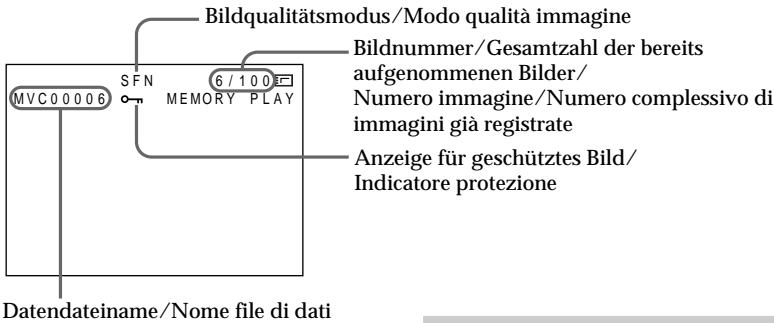 Bildqualitätsmodus/Modo qualità immagine
Bildnummer/Gesamtzahl der bereits
aufgenommenen Bilder/
Numero immagine/Numero complessivo di
immagini già registrate
SFN 6/100
MVC00006 MEMORY PLAY
Anzeige für geschütztes Bild/
Indicatore protezione
Datendateiname/Nome file di dati